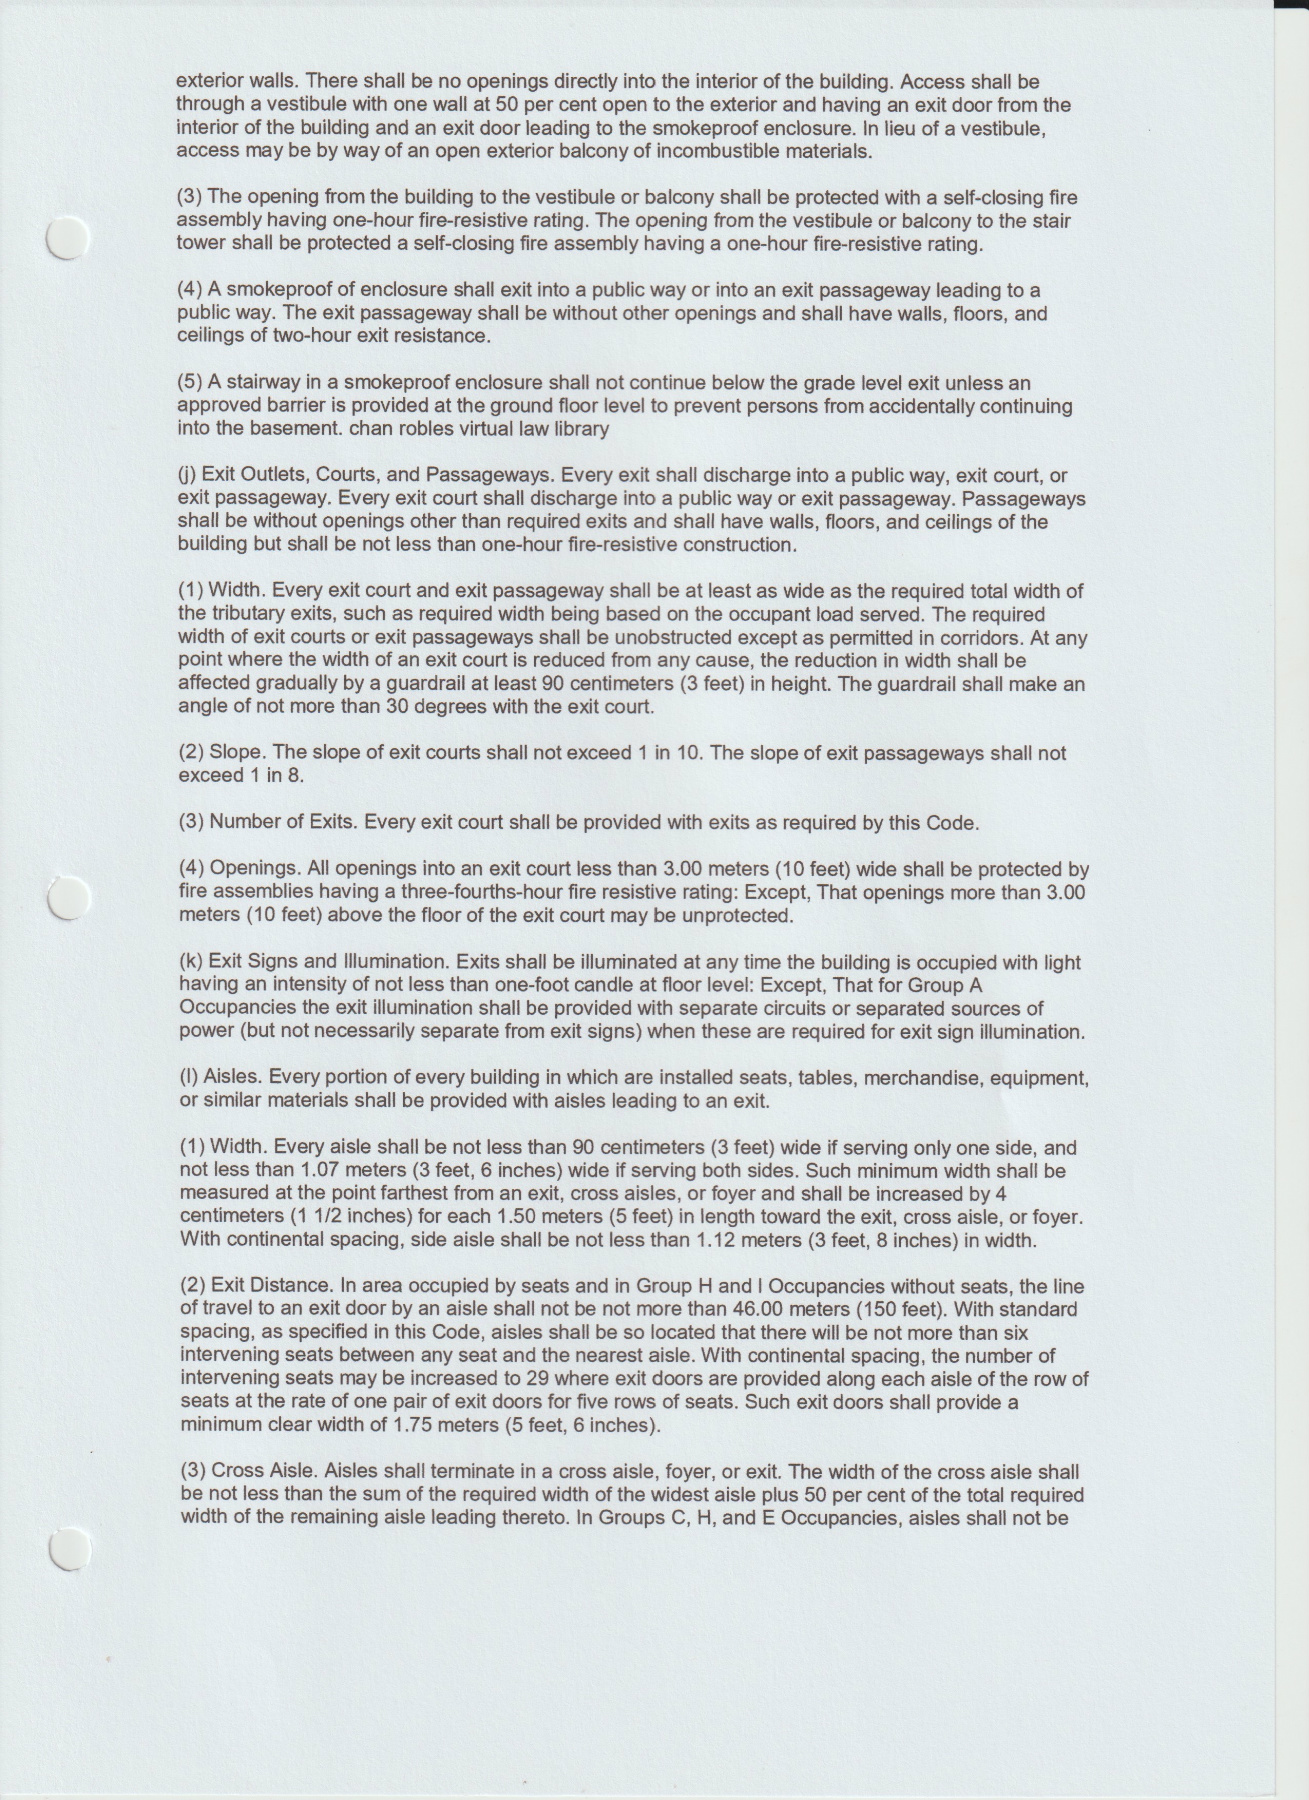 exterior walls. There shall be no openings directly into the interior of the building. Access shall be
through a vestibule with one wall at 50 per cent open to the exterior and having an exit door from the
interior of the building and an exit door leading to the smokeproof enclosure. In lieu of a vestibule,
access may be by way of an open exterior balcony of incombustible materials.
(3) The opening from the building to the vestibule or balcony shall be protected with a self-closing fire
assembly having one-hour fire-resistive rating. The opening from the vestibule or balcony to the stair
tower shall be protected a self-closing fire assembly having a one-hour fire-resistive rating.
(4) A smokeproof of enclosure shall exit into a public way or into an exit passageway leading to a
public way. The exit passageway shall be without other openings and shall have walls, floors, and
ceilings of two-hour exit resistance.
(5) A stairway in a smokeproof enclosure shall not continue below the grade level exit unless an
approved barrier is provided at the ground floor level to prevent persons from accidentally continuing
into the basement. chan robles virtual law library
(j) Exit Outlets, Courts, and Passageways. Every exit shall discharge into a public way, exit court, or
exit passageway. Every exit court shall discharge into a public way or exit passageway. Passageways
shall be without openings other than required exits and shall have walls, floors, and ceilings of the
building but shall be not less than one-hour fire-resistive construction.
(1) Width. Every exit court and exit passageway shall be at least as wide as the required total width of
the tributary exits, such as required width being based on the occupant load served. The required
width of exit courts or exit passageways shall be unobstructed except as permitted in corridors. At any
point where the width of an exit court is reduced from any cause, the reduction in width shall be
affected gradually by a guardrail at least 90 centimeters (3 feet) in height. The guardrail shall make an
angle of not more than 30 degrees with the exit court.
(2) Slope. The slope of exit courts shall not exceed 1 in 10. The slope of exit passageways shall not
exceed 1 in 8.
(3) Number of Exits. Every exit court shall be provided with exits as required by this Code.
(4) Openings. All openings into an exit court less than 3.00 meters (10 feet) wide shall be protected by
fire assemblies having a three-fourths-hour fire resistive rating: Except, That openings more than 3.00
meters (10 feet) above the floor of the exit court may be unprotected.
(k) Exit Signs and Illumination. Exits shall be illuminated at any time the building is occupied with light
having an intensity of not less than one-foot candle at floor level: Except, That for Group A
Occupancies the exit illumination shall be provided with separate circuits or separated sources of
power (but not necessarily separate from exit signs) when these are required for exit sign illumination.
(l) Aisles. Every portion of every building in which are installed seats, tables, merchandise, equipment,
or similar materials shall be provided with aisles leading to an exit.
(1) Width. Every aisle shall be not less than 90 centimeters (3 feet) wide if serving only one side, and
not less than 1.07 meters (3 feet, 6 inches) wide if serving both sides. Such minimum width shall be
measured at the point farthest from an exit, cross aisles, or foyer and shall be increased by 4
centimeters (1 1/2 inches) for each 1.50 meters (5 feet) in length toward the exit, cross aisle, or foyer.
With continental spacing, side aisle shall be not less than 1.12 meters (3 feet, 8 inches) in width.
(2) Exit Distance. In area occupied by seats and in Group H and I Occupancies without seats, the line
of travel to an exit door by an aisle shall not be not more than 46.00 meters (150 feet). With standard
spacing, as specified in this Code, aisles shall be so located that there will be not more than six
intervening seats between any seat and the nearest aisle. With continental spacing, the number of
intervening seats may be increased to 29 where exit doors are provided along each aisle of the row of
seats at the rate of one pair of exit doors for five rows of seats. Such exit doors shall provide a
minimum clear width of 1.75 meters (5 feet, 6 inches).
(3) Cross Aisle. Aisles shall terminate in a cross aisle, foyer, or exit. The width of the cross aisle shall
be not less than the sum of the required width of the widest aisle plus 50 per cent of the total required
width of the remaining aisle leading thereto. In Groups C, H, and E Occupancies, aisles shall not be